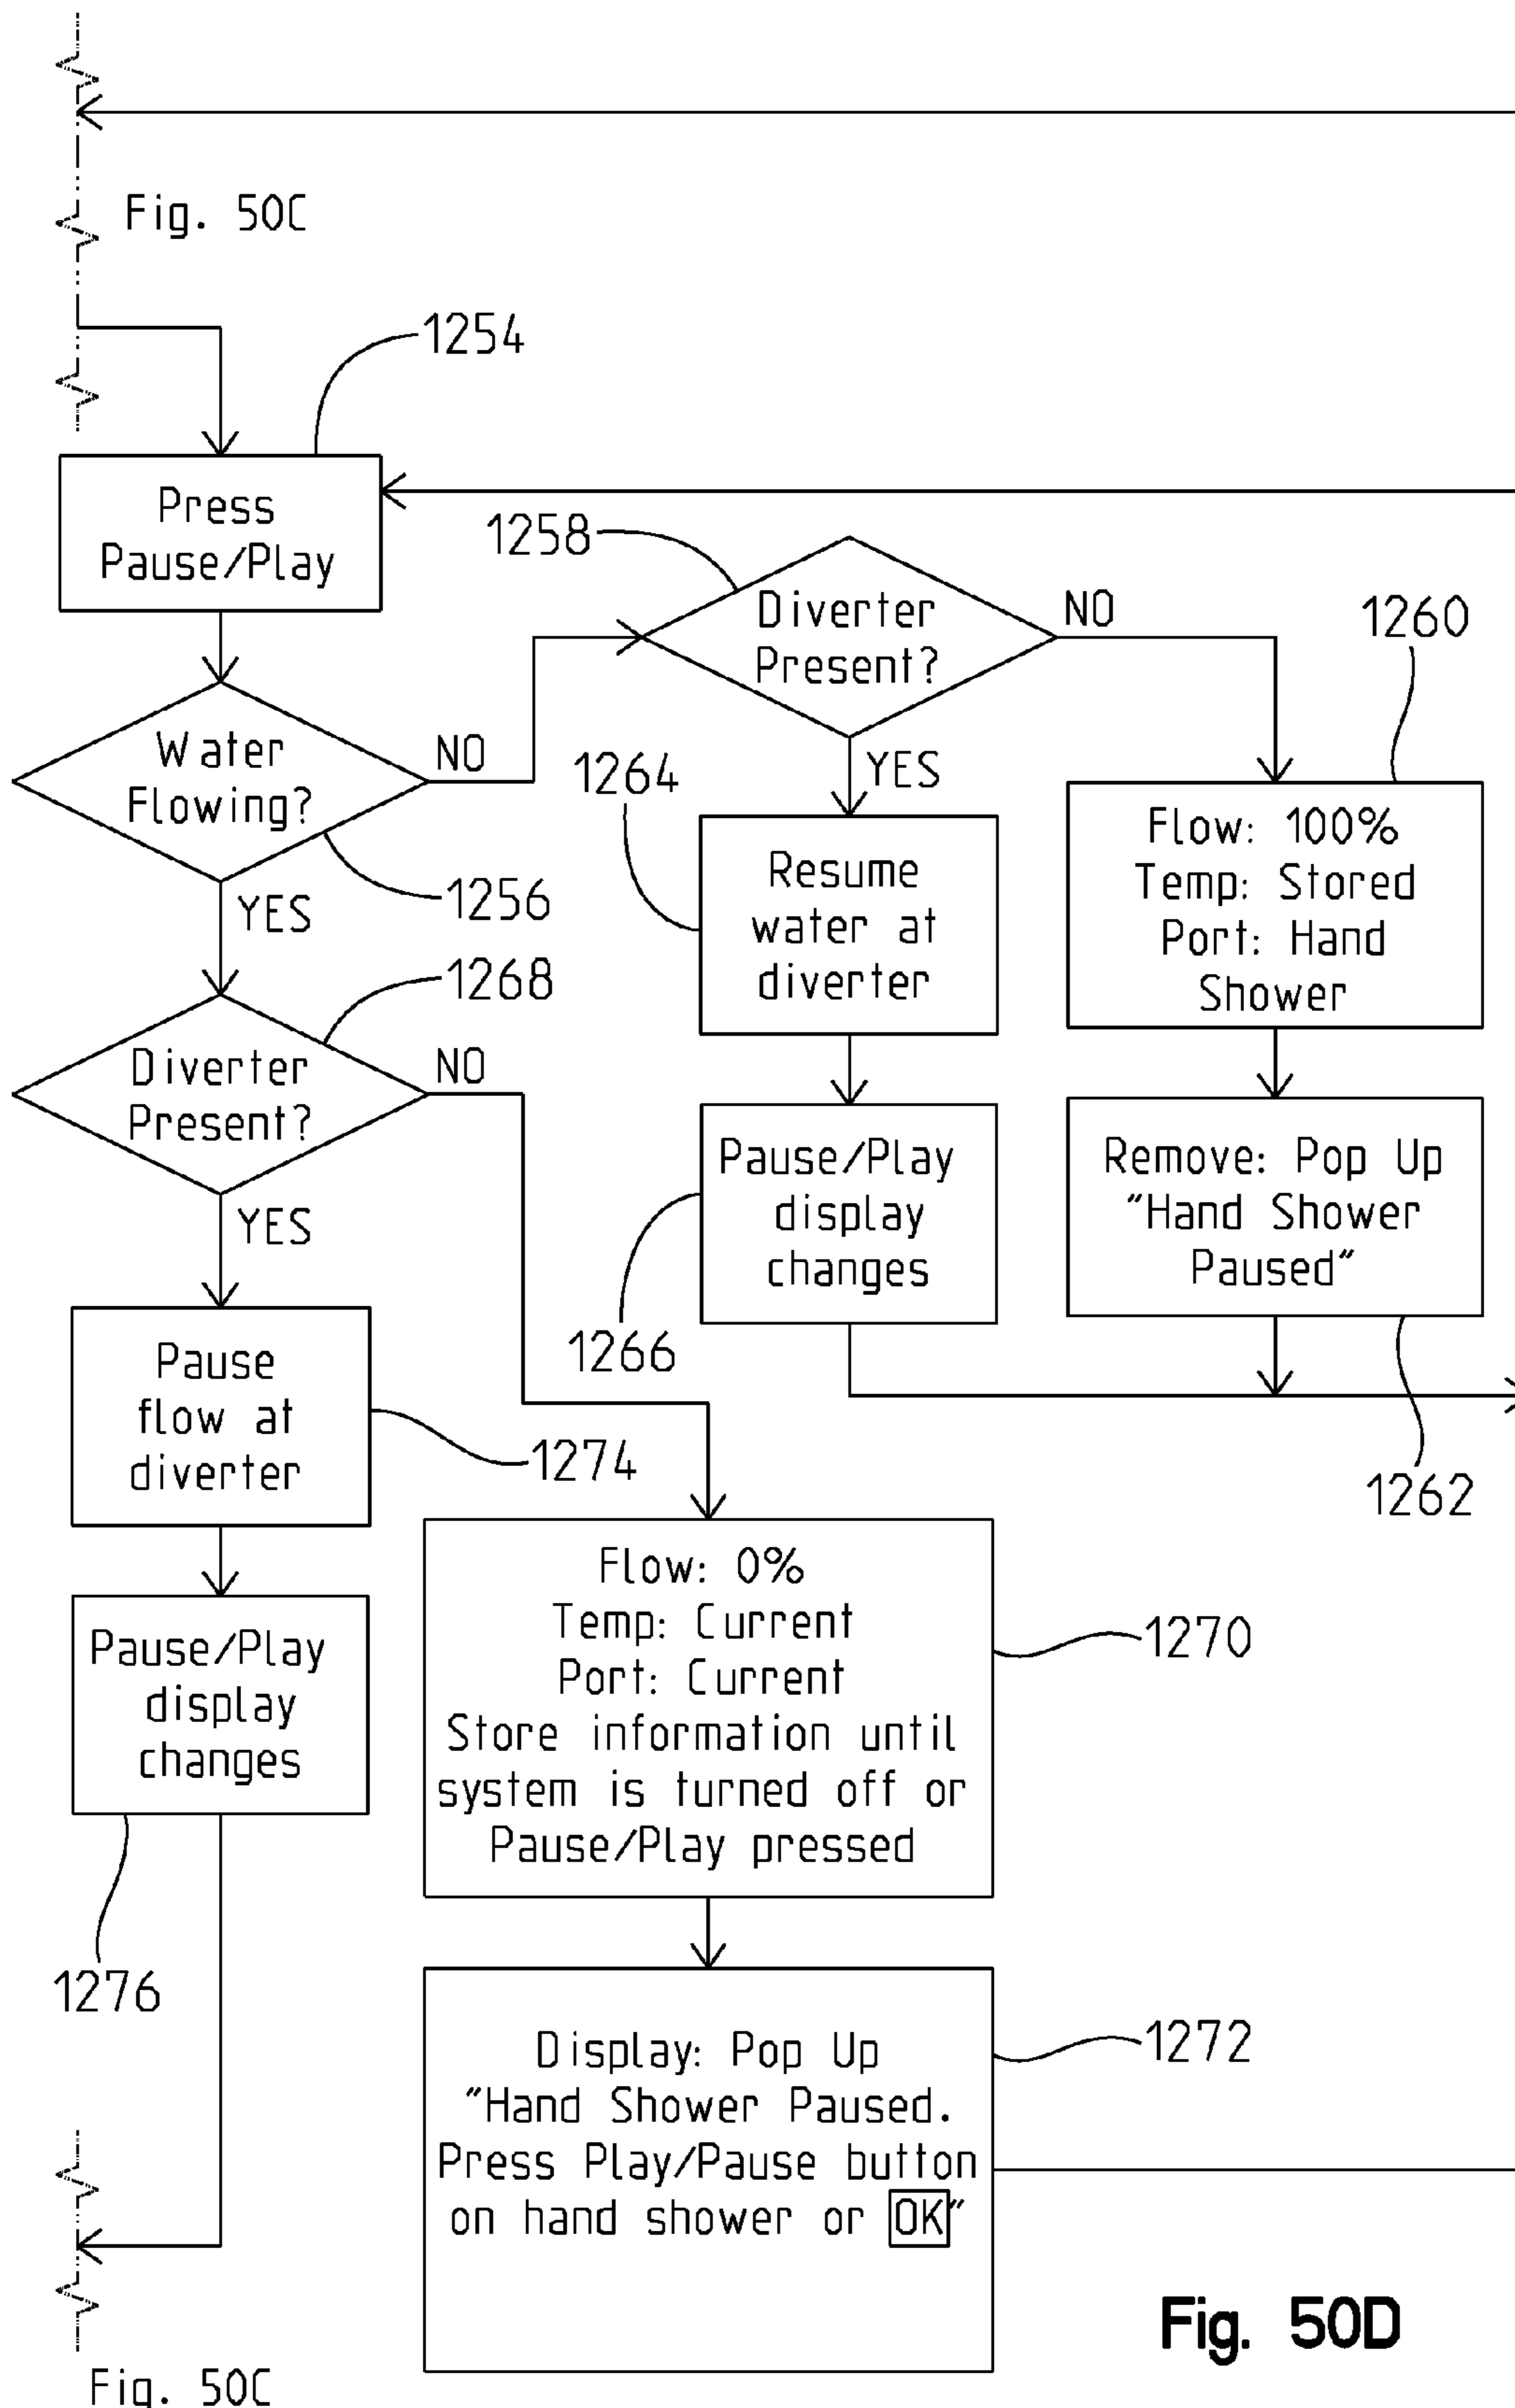 Fig. 50C
1254
Press
Pause/Play
1258
Diverter
Present?
NO
1260
Water
Flowing?
NO
1256
YES
1264
YES
Resume
water at
diverter
Flow: 100%
Temp: Stored
Port: Hand
Shower
1268
Diverter
Present?
NO
YES
Pause/Play
display
changes
1266
Remove: Pop Up
"Hand Shower
Paused"
1262
Pause
flow at
diverter
1274
Flow: 0%
Temp: Current
Port: Current
Store information until
system is turned off or
Pause/Play pressed
1270
Pause/Play
display
changes
1276
Display: Pop Up
"Hand Shower Paused.
Press Play/Pause button
on hand shower or OK"
1272
Fig. 50C
Fig. 50D